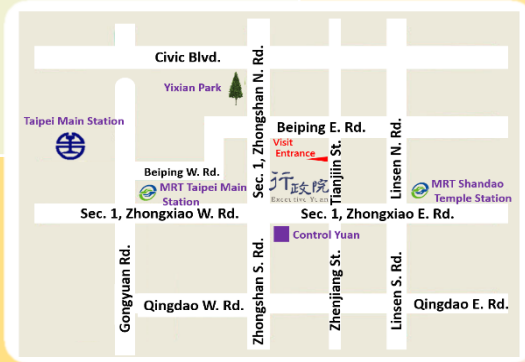 Civic Blvd.
Yixian Park
Sec. 1, Zhongshan N. Rd.
Taipei Main Station
Beiping E. Rd.
Visit
Entrance
Tianjin St.
Linsen N. Rd.
Beiping W. Rd.
MRT Taipei Main
Station
行政院
Executive Yuan
MRT Shandao
Temple Station
Sec. 1, Zhongxiao W. Rd.
Sec. 1, Zhongxiao E. Rd.
Control Yuan
Gongyuan Rd.
Zhongshan S. Rd.
Zhenjiang St.
Linsen S. Rd.
Qingdao W. Rd.
Qingdao E. Rd.